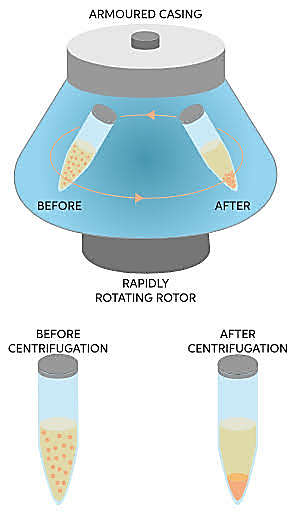 ARMOURED CASING
BEFORE
AFTER
RAPIDLY
ROTATING ROTOR
BEFORE
CENTRIFUGATION
AFTER
CENTRIFUGATION